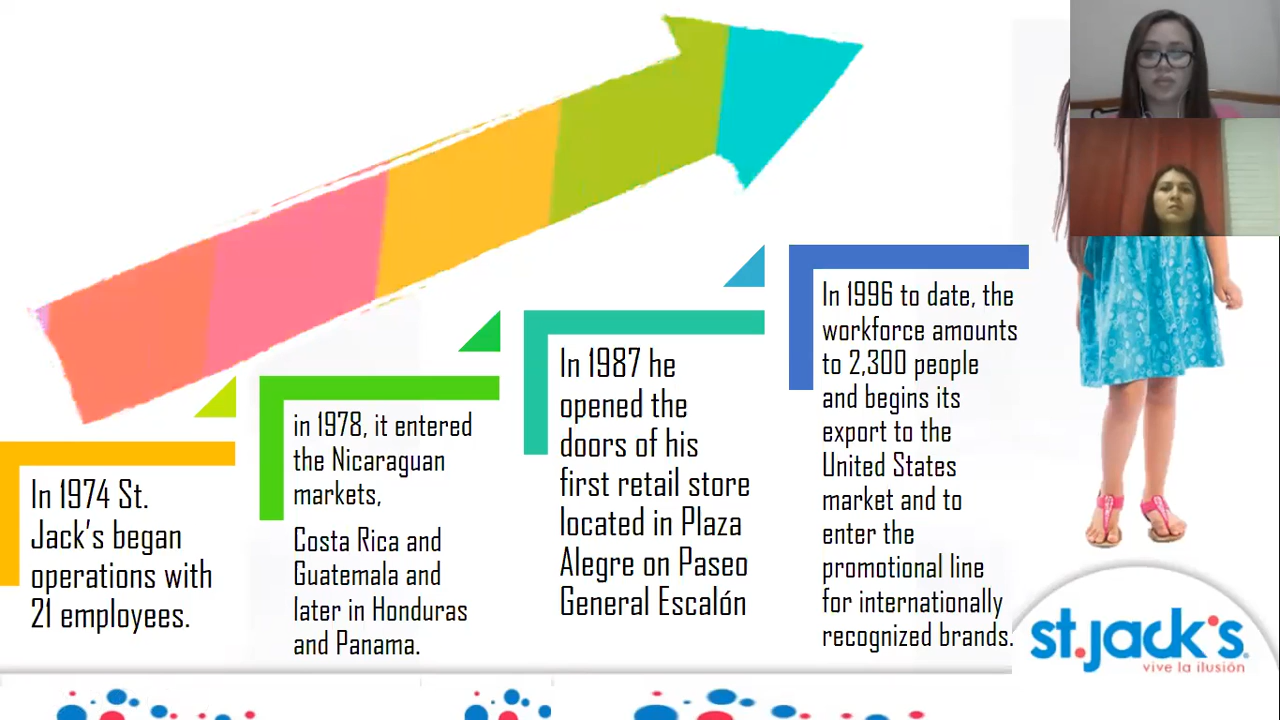 In 1974 St.
Jack's began
operations with
21 employees.
in 1978, it entered
the Nicaraguan
markets,
Costa Rica and
Guatemala and
later in Honduras
and Panama.
In 1987 he
opened the
doors of his
first retail store
located in Plaza
Alegre on Paseo
General Escalón
In 1996 to date, the
workforce amounts
to 2,300 people
and begins its
export to the
United States
market and to
enter the
promotional line
for internationally
recognized brands.
st.jack's.
vive la ilusión